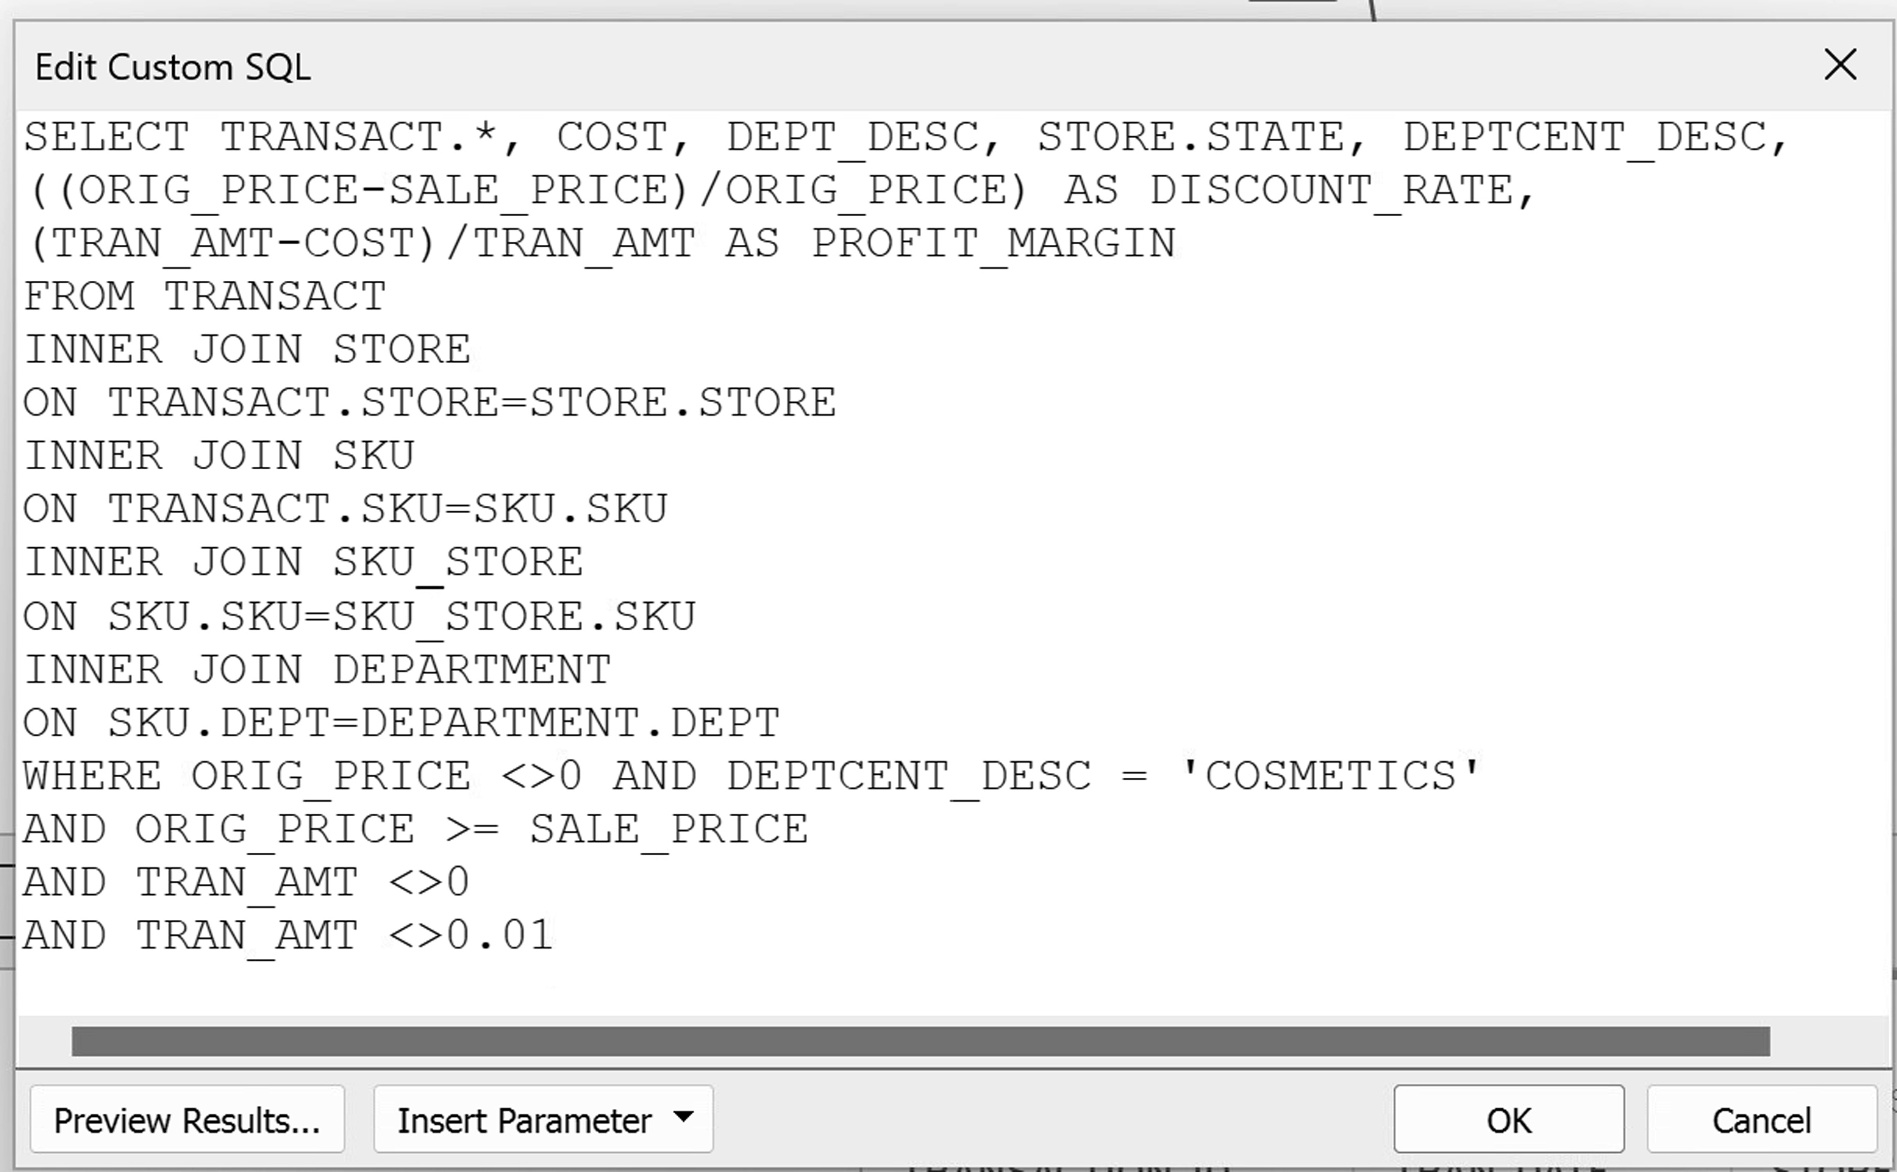 Edit Custom SQL
SELECT TRANSACT.*, COST, DEPT_DESC, STORE.STATE, DEPTCENT_DESC,
((ORIG_PRICE-SALE_PRICE)/ORIG_PRICE) AS DISCOUNT_RATE,
(TRAN_AMT-COST)/TRAN_AMT AS PROFIT_MARGIN
FROM TRANSACT
INNER JOIN STORE
ON TRANSACT.STORE=STORE.STORE
INNER JOIN SKU
ON TRANSACT.SKU=SKU.SKU
INNER JOIN SKU_STORE
ON SKU.SKU=SKU_STORE.SKU
INNER JOIN DEPARTMENT
ON SKU.DEPT=DEPARTMENT.DEPT
WHERE ORIG_PRICE <>0 AND DEPTCENT_DESC = 'COSMETICS'
AND ORIG_PRICE >= SALE_PRICE
AND TRAN_AMT <>0
AND TRAN_AMT <>0.01
Preview Results... Insert Parameter OK Cancel